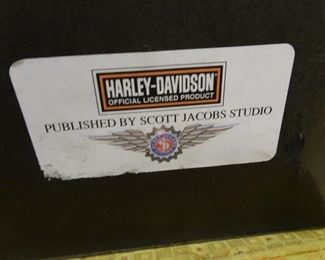 HARLEY-DAVIDSON
OFFICIAL LICENSED PRODUCT
PUBLISHED BY SCOTT JACOBS STUDIO